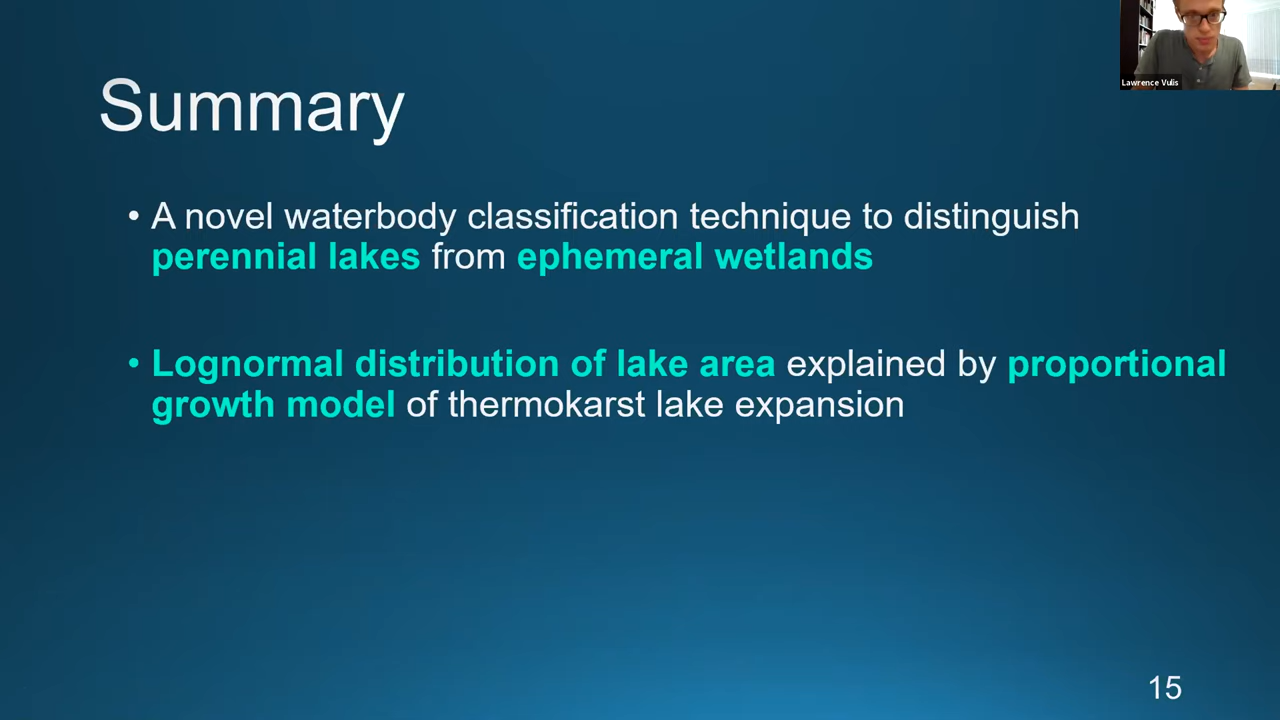 Lawrence Vulis
Summary
• A novel waterbody classification technique to distinguish
perennial lakes from ephemeral wetlands
• Lognormal distribution of lake area explained by proportional
growth model of thermokarst lake expansion
15